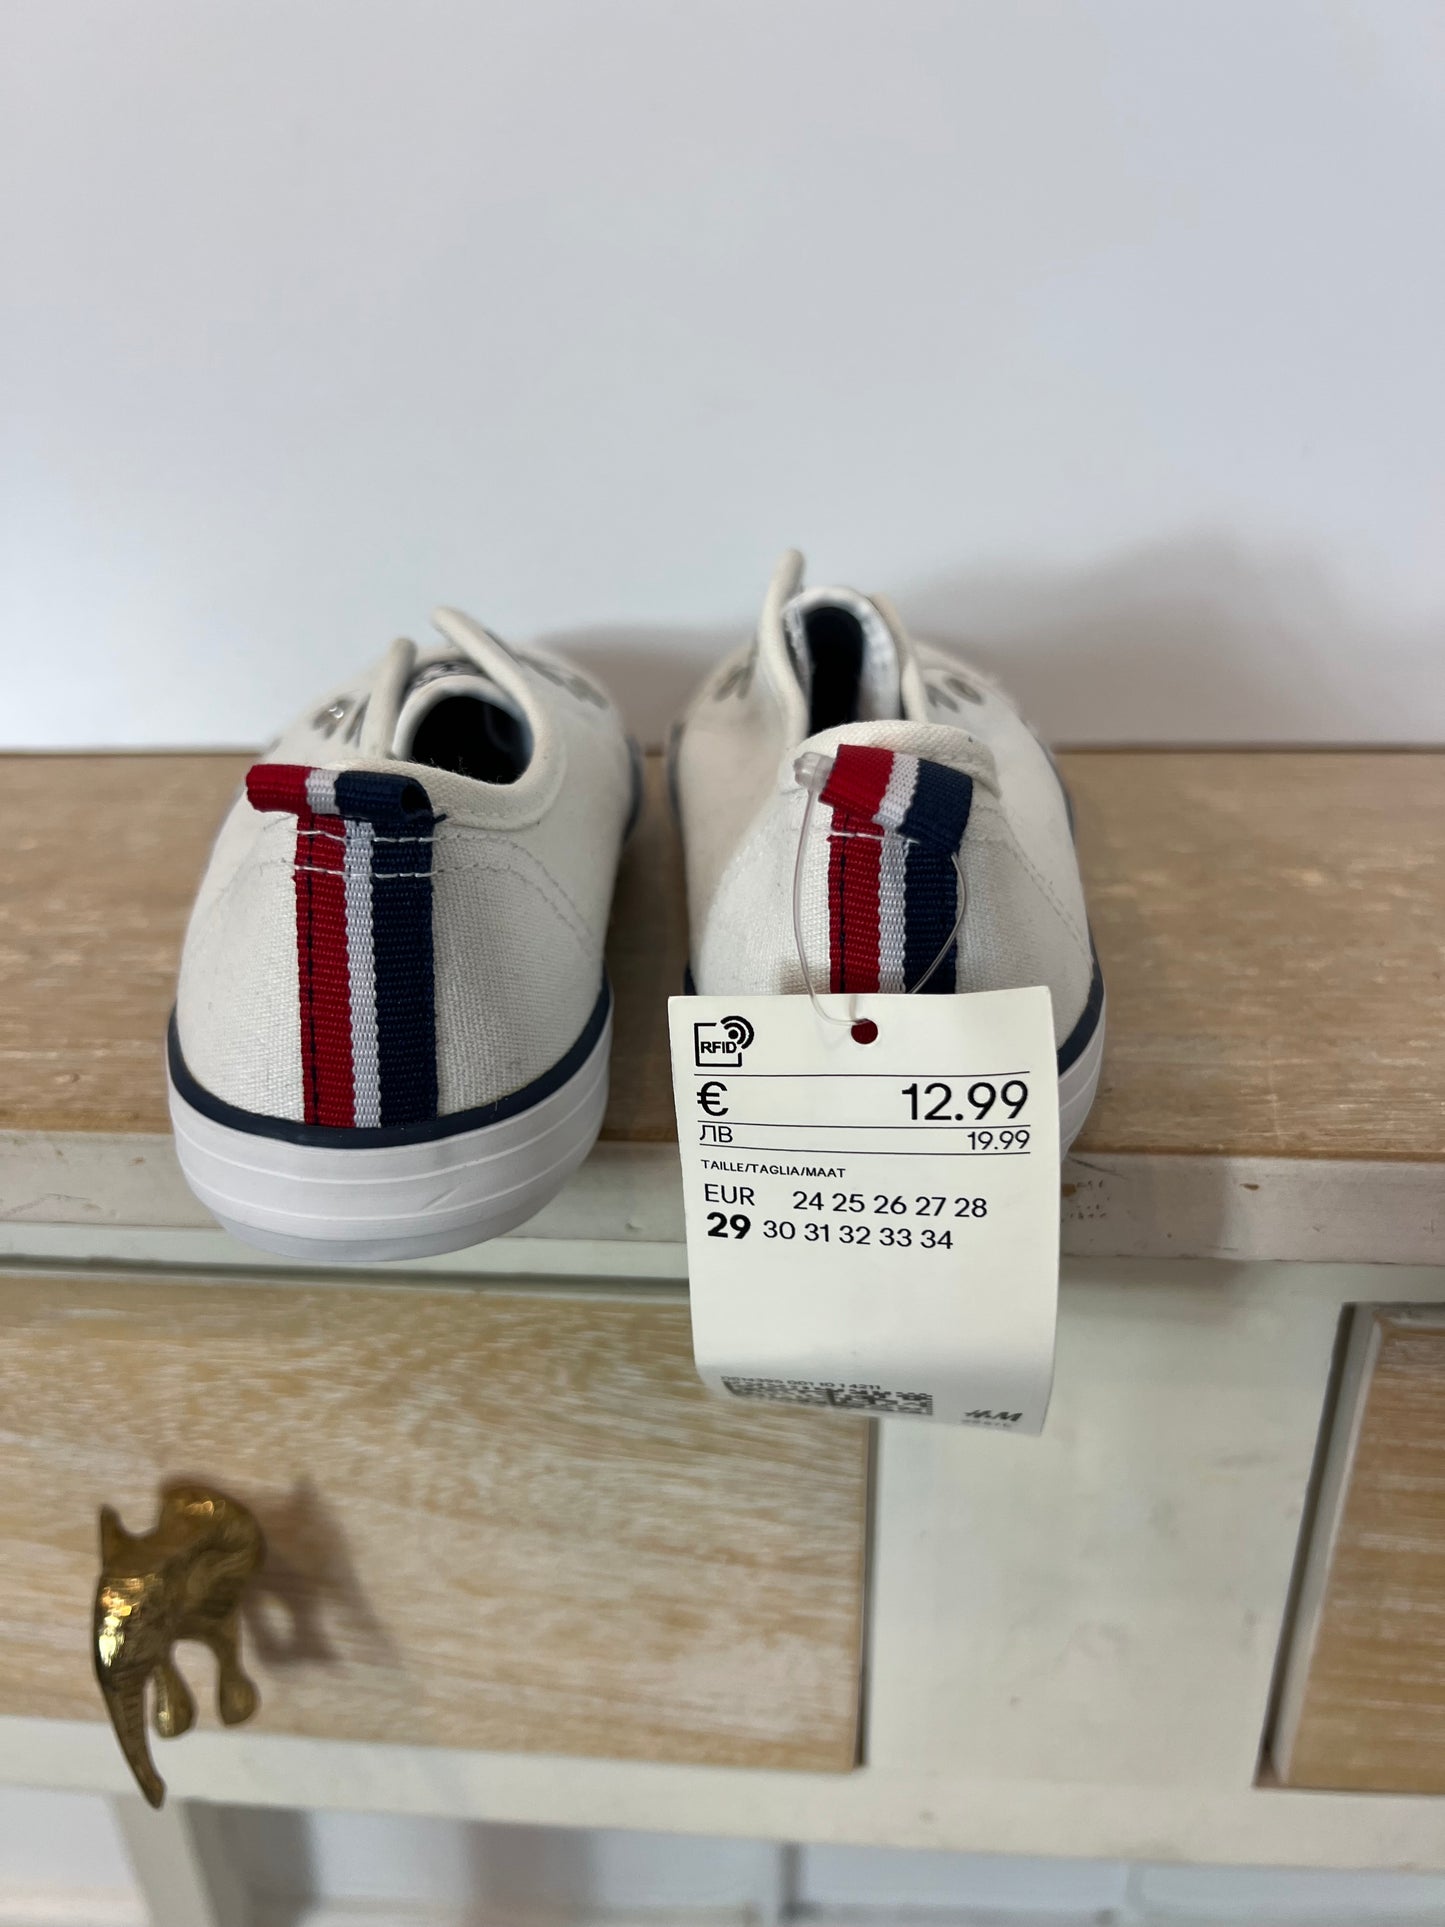 RFID
€ 12.99
ЛВ 19.99
TAILLE/TAGLIA/MAAT
EUR 24 25 26 27 28
29 30 31 32 33 34
H&M